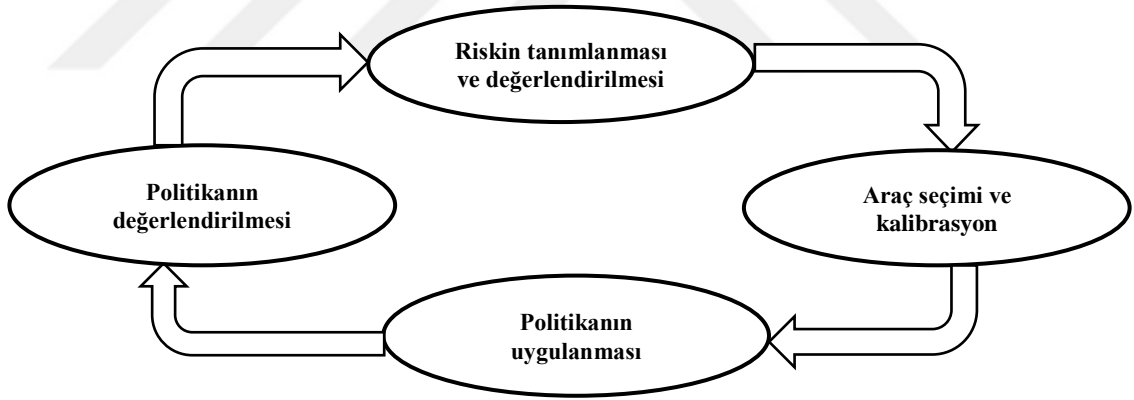 Riskin tanımlanması
ve değerlendirilmesi
Araç seçimi ve
kalibrasyon
Politikanın
uygulanması
Politikanın
değerlendirilmesi